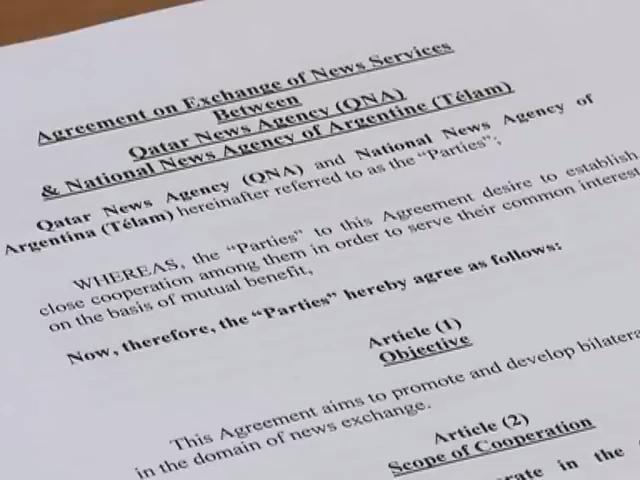 Agreement on Exchange of News Services
Between
Qatar News Agency (QNA)
& National News Agency of Argentine (Télam)
Qatar News Agency (QNA) and National News Agency of
Argentina (Télam) hereinafter referred to as the "Parties";
WHEREAS, the "Parties" to this Agreement desire to establish
close cooperation among them in order to serve their common interest
on the basis of mutual benefit,
Now, therefore, the "Parties" hereby agree as follows:
Article (1)
Objective
This Agreement aims to promote and develop bilatera
in the domain of news exchange.
Article (2)
Scope of Cooperation
erate in the